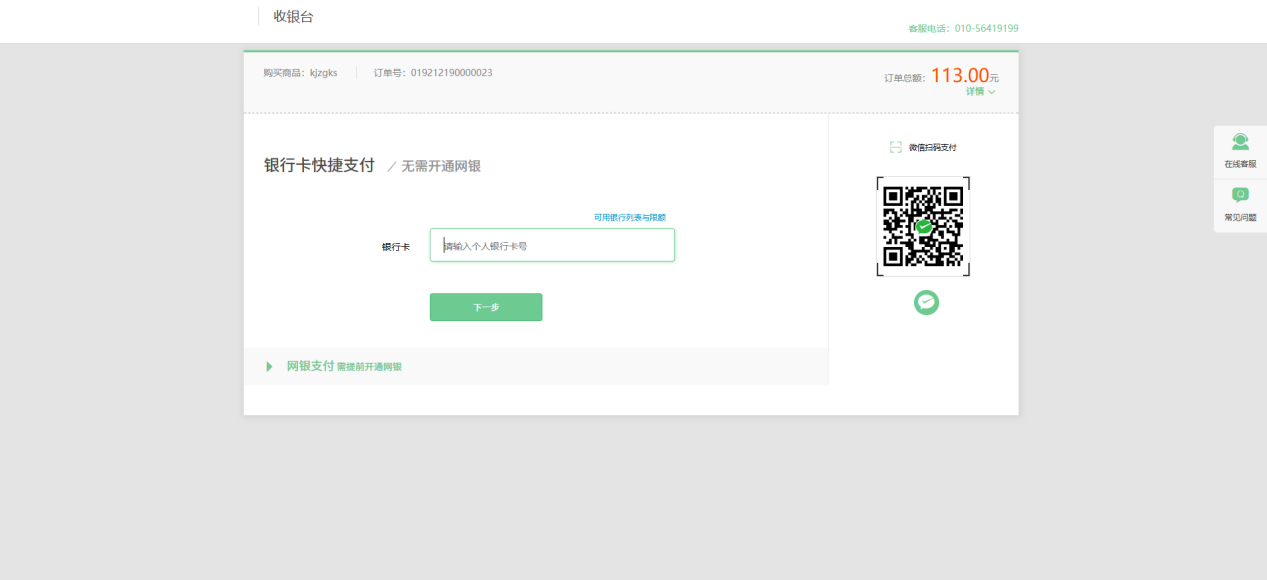 收银台
客服电话：010-56419199
购买商品：kjzgks 订单号：019212190000023
订单总额：113.00元
详情
银行卡快捷支付 / 无需开通网银
可用银行列表与限额
银行卡 请输入个人银行卡号
下一步
网银支付 需提前开通网银
微信扫码支付
在线客服
常见问题